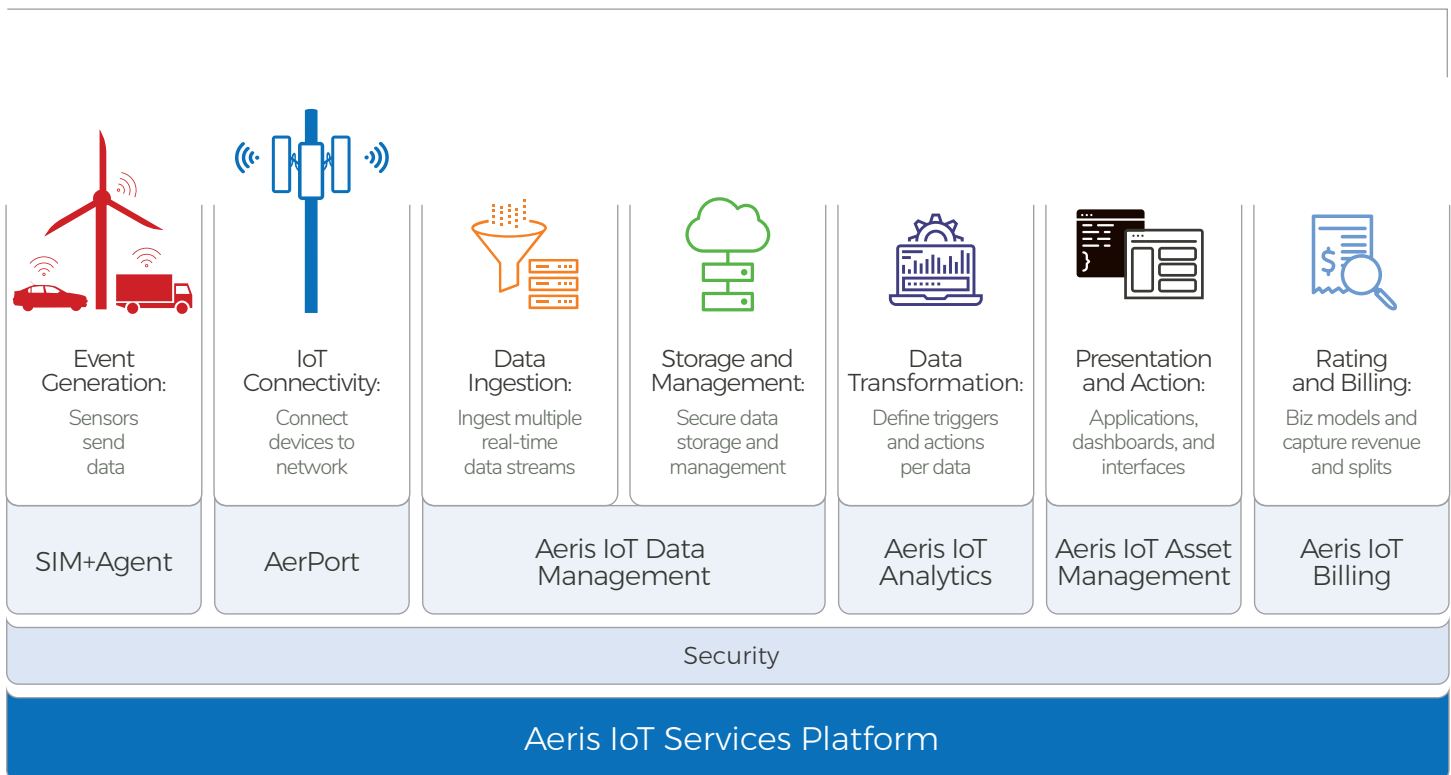 Event
Generation:
Sensors
send
data
IoT
Connectivity:
Connect
devices to
network
Data
Ingestion:
Ingest multiple
real-time
data streams
Storage and
Management:
Secure data
storage and
management
Data
Transformation:
Define triggers
and actions
per data
Presentation
and Action:
Applications,
dashboards, and
interfaces
Rating
and Billing:
Biz models and
capture revenue
and splits
SIM+Agent
AerPort
Aeris IoT Data
Management
Aeris IoT
Analytics
Aeris IoT Asset
Management
Aeris IoT
Billing
Security
Aeris IoT Services Platform